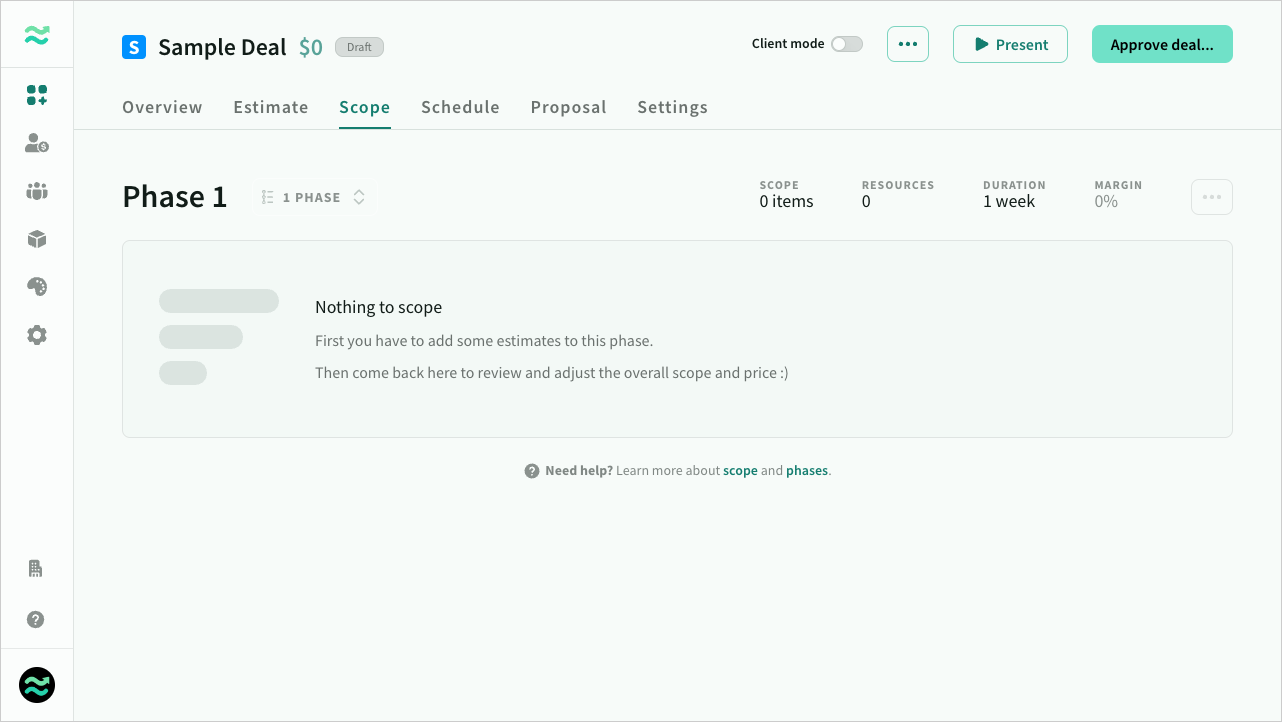 S Sample Deal $0 Draft
Client mode
Present
Approve deal...
Overview Estimate Scope Schedule Proposal Settings
Phase 1
1 PHASE
SCOPE
0 items
RESOURCES
0
DURATION
1 week
MARGIN
0%
Nothing to scope
First you have to add some estimates to this phase.
Then come back here to review and adjust the overall scope and price :)
? Need help? Learn more about scope and phases.
?